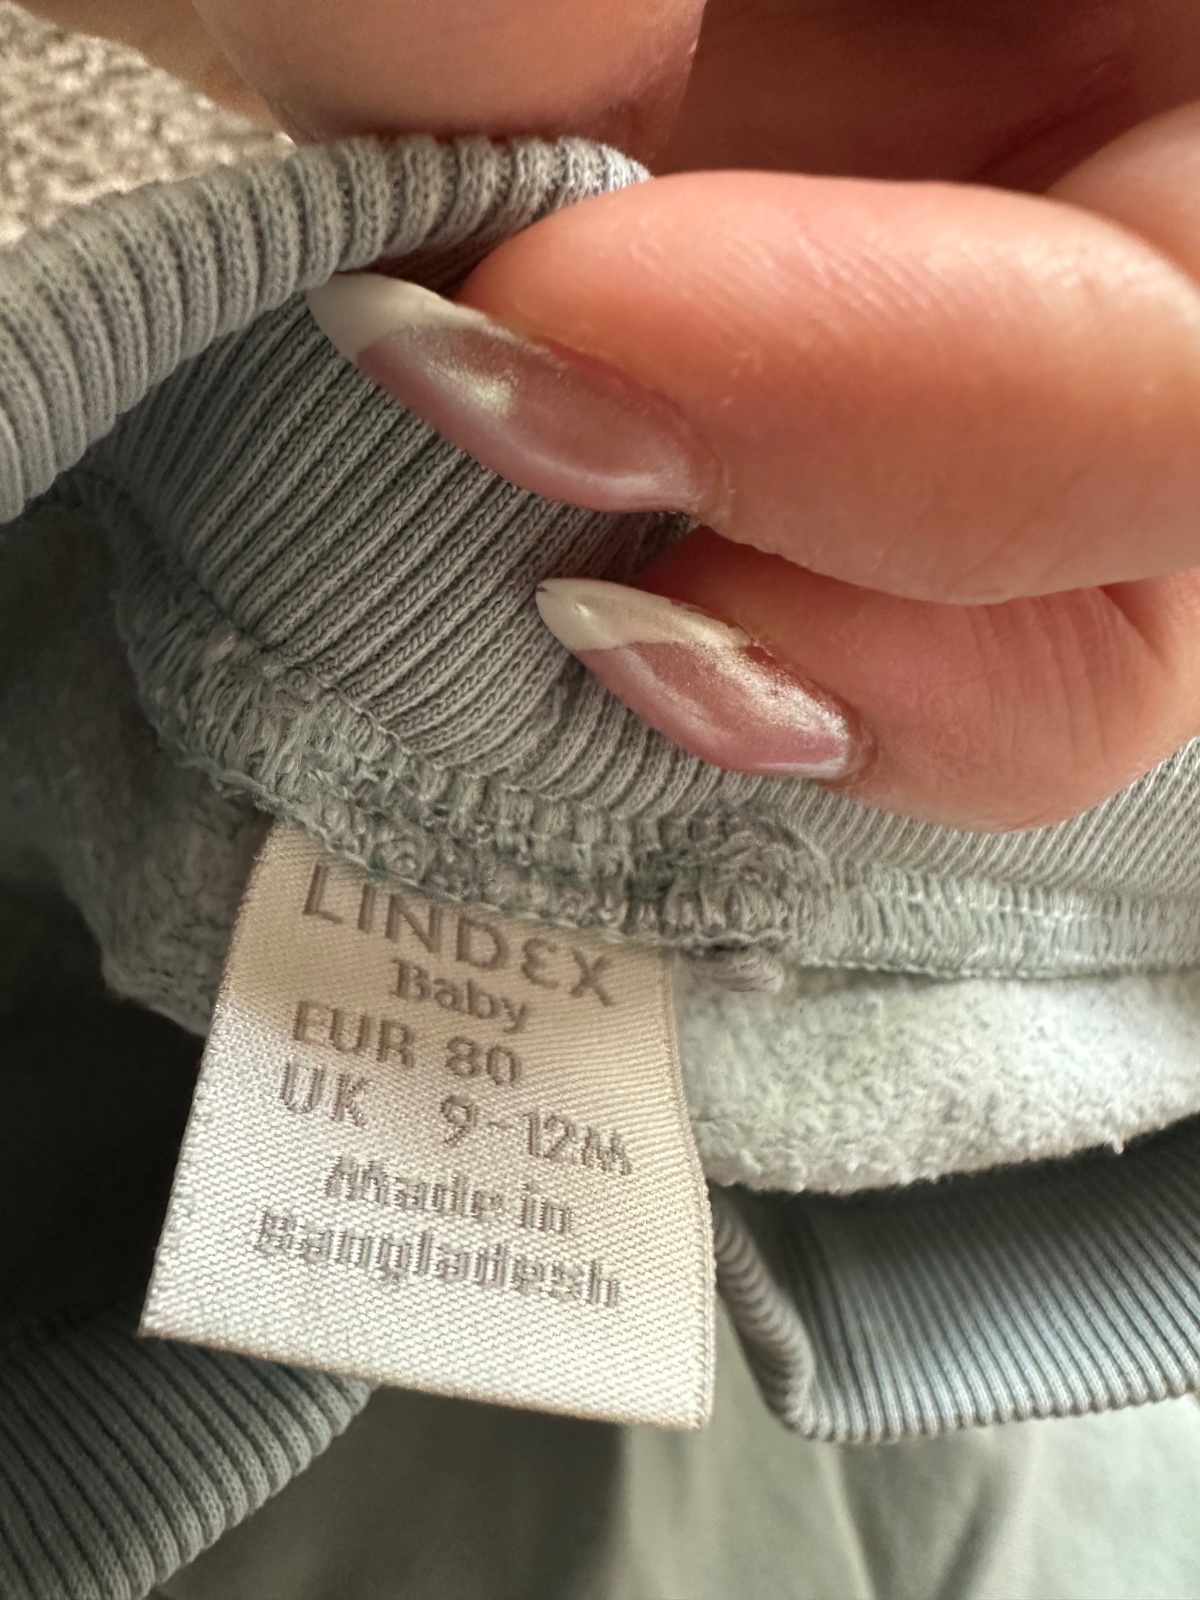 LINDEX
Baby
EUR 80
UK 9-12M
Made in
Bangladesh